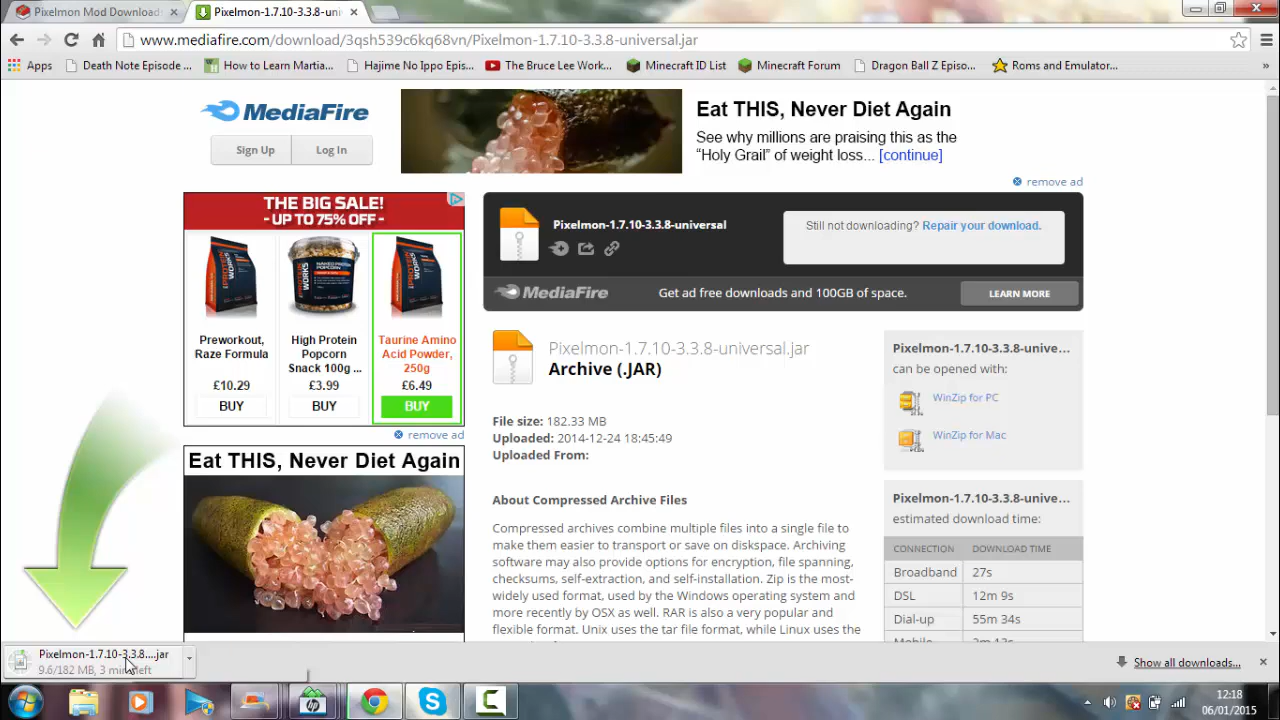 Pixelmon Mod Download
Pixelmon-1.7.10-3.3.8-uni
www.mediafire.com/download/3qsh539c6kq68vn/Pixelmon-1.7.10-3.3.8-universal.jar
Apps
Death Note Episode ...
How to Learn Martia...
Hajime No Ippo Epis...
The Bruce Lee Work...
Minecraft ID List
Minecraft Forum
Dragon Ball Z Episo...
Roms and Emulator...
»
MediaFire
Sign Up
Log In
Eat THIS, Never Diet Again
See why millions are praising this as the
“Holy Grail” of weight loss... [continue]
remove ad
THE BIG SALE!
- UP TO 75% OFF -
Preworkout,
Raze Formula
£10.29
BUY
High Protein
Popcorn
Snack 100g ...
£3.99
BUY
Taurine Amino
Acid Powder,
250g
£6.49
BUY
remove ad
Eat THIS, Never Diet Again
Pixelmon-1.7.10-3.3.8-universal
Still not downloading? Repair your download.
MediaFire
Get ad free downloads and 100GB of space.
LEARN MORE
Pixelmon-1.7.10-3.3.8-universal.jar
Archive (.JAR)
File size: 182.33 MB
Uploaded: 2014-12-24 18:45:49
Uploaded From:
About Compressed Archive Files
Compressed archives combine multiple files into a single file to
make them easier to transport or save on diskspace. Archiving
software may also provide options for encryption, file spanning,
checksums, self-extraction, and self-installation. Zip is the most-
widely used format, used by the Windows operating system and
more recently by OSX as well. RAR is also a very popular and
flexible format. Unix uses the tar file format, while Linux uses the
Pixelmon-1.7.10-3.3.8-unive...
can be opened with:
WinZip for PC
WinZip for Mac
Pixelmon-1.7.10-3.3.8-unive...
estimated download time:
CONNECTION DOWNLOAD TIME
Broadband 27s
DSL 12m 9s
Dial-up 55m 34s
Pixelmon-1.7.10-3.3.8....jar
9.6/182 MB, 3 min left
Show all downloads...
hp
12:18
06/01/2015